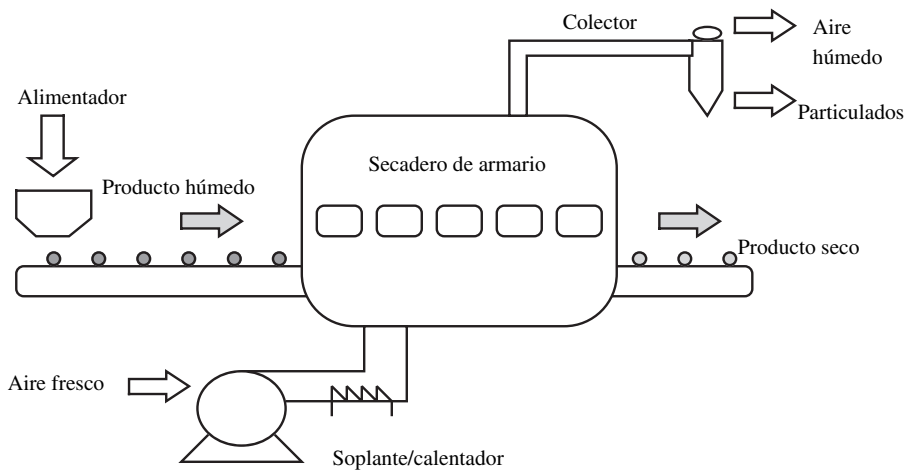 Colector
Aire
húmedo
Alimentador
Particulados
Secadero de armario
Producto húmedo
Producto seco
Aire fresco
Soplante/calentador